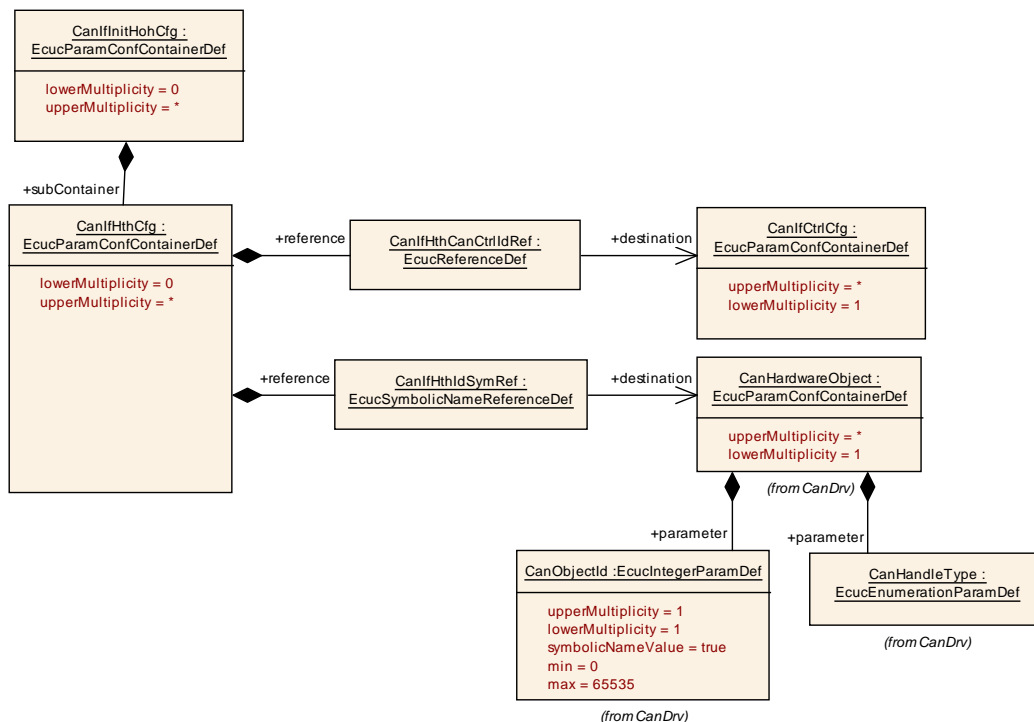 CanIfInitHohCfg :
EcucParamConfContainerDef
lowerMultiplicity = 0
upperMultiplicity = *
+subContainer
CanIfHthCfg :
EcucParamConfContainerDef
lowerMultiplicity = 0
upperMultiplicity = *
+reference
CanIfHthCanCtrlIdRef :
EcucReferenceDef
+destination
CanIfCtrlCfg :
EcucParamConfContainerDef
upperMultiplicity = *
lowerMultiplicity = 1
+reference
CanIfHthIdSymRef :
EcucSymbolicNameReferenceDef
+destination
CanHardwareObject :
EcucParamConfContainerDef
upperMultiplicity = *
lowerMultiplicity = 1
(from CanDrv)
+parameter
+parameter
CanObjectId :EcucIntegerParamDef
upperMultiplicity = 1
lowerMultiplicity = 1
symbolicNameValue = true
min = 0
max = 65535
(from CanDrv)
CanHandleType :
EcucEnumerationParamDef
(from CanDrv)